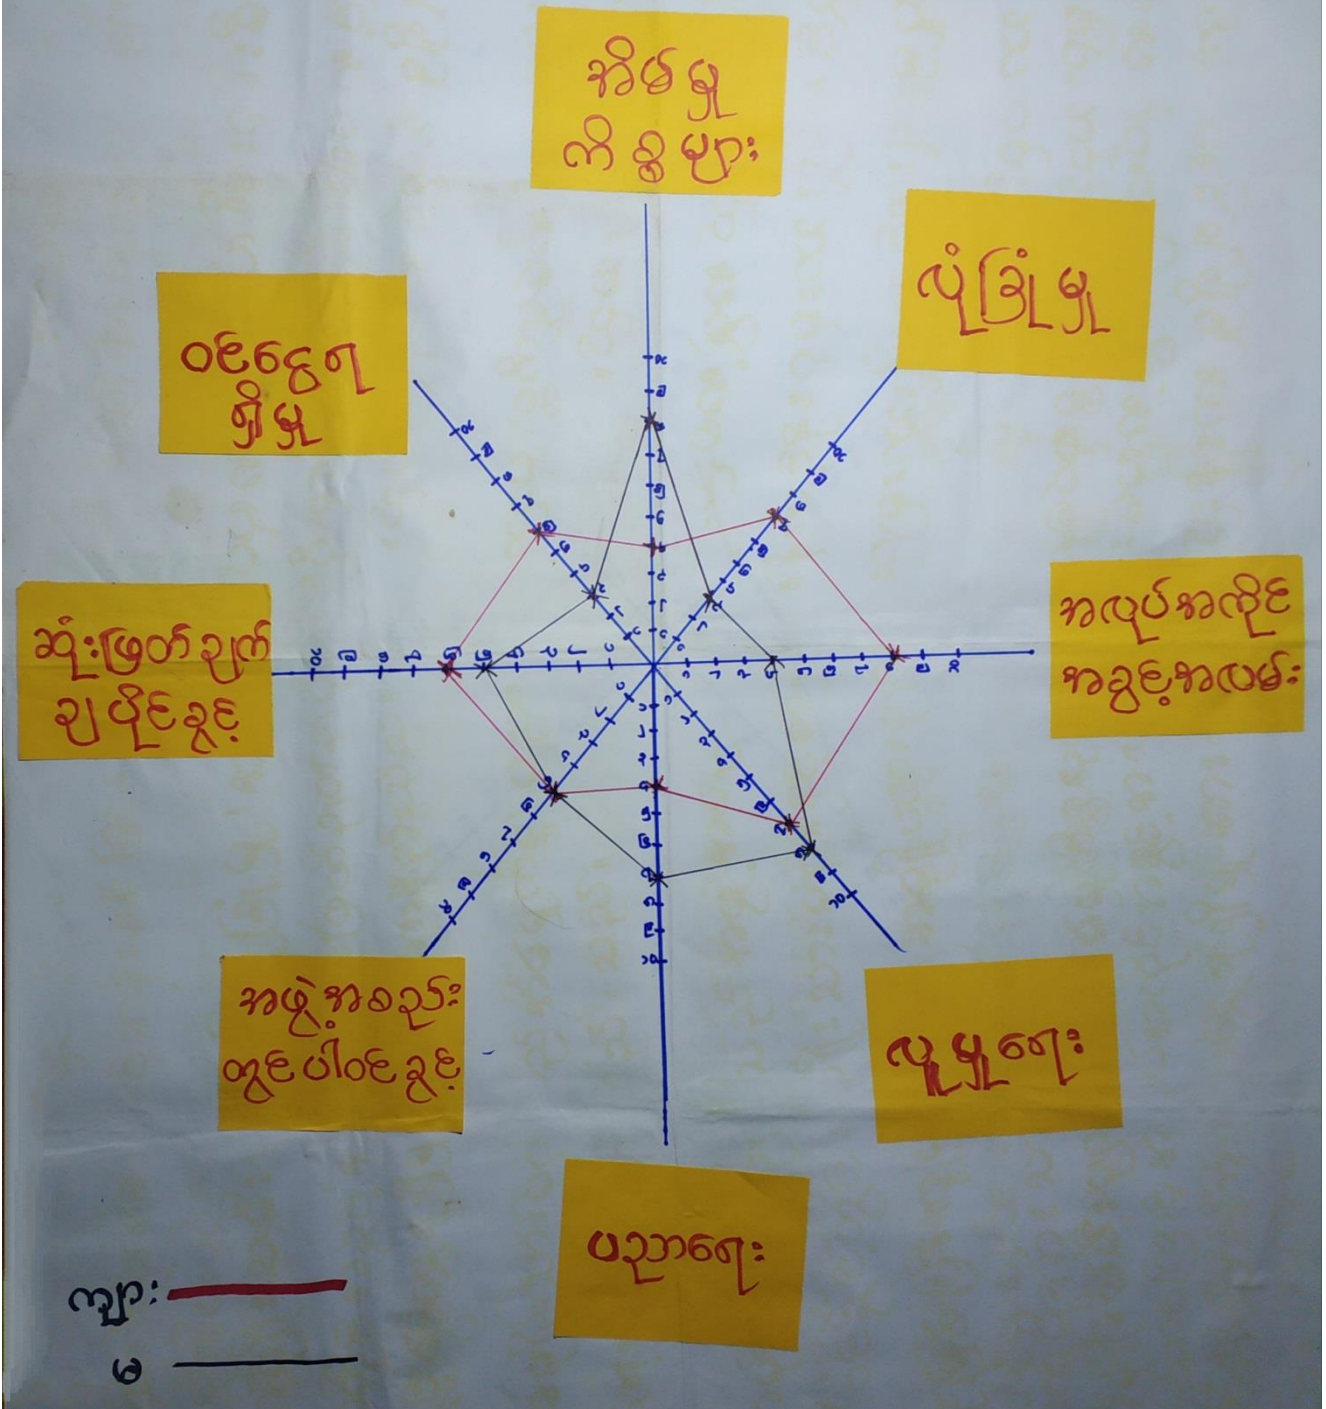 အိမ်မှု
ကိစ္စများ
လုံခြုံမှု
ဝင်ငွေရ
ရှိမှု
အလုပ်အကိုင်
အခွင့်အလမ်း
ဆုံးဖြတ်ချက်
ချပိုင်ခွင့်
အဖွဲ့အစည်း
တွင်ပါဝင်ခွင့်
လူမှုရေး
ပညာရေး
ကျား
မ